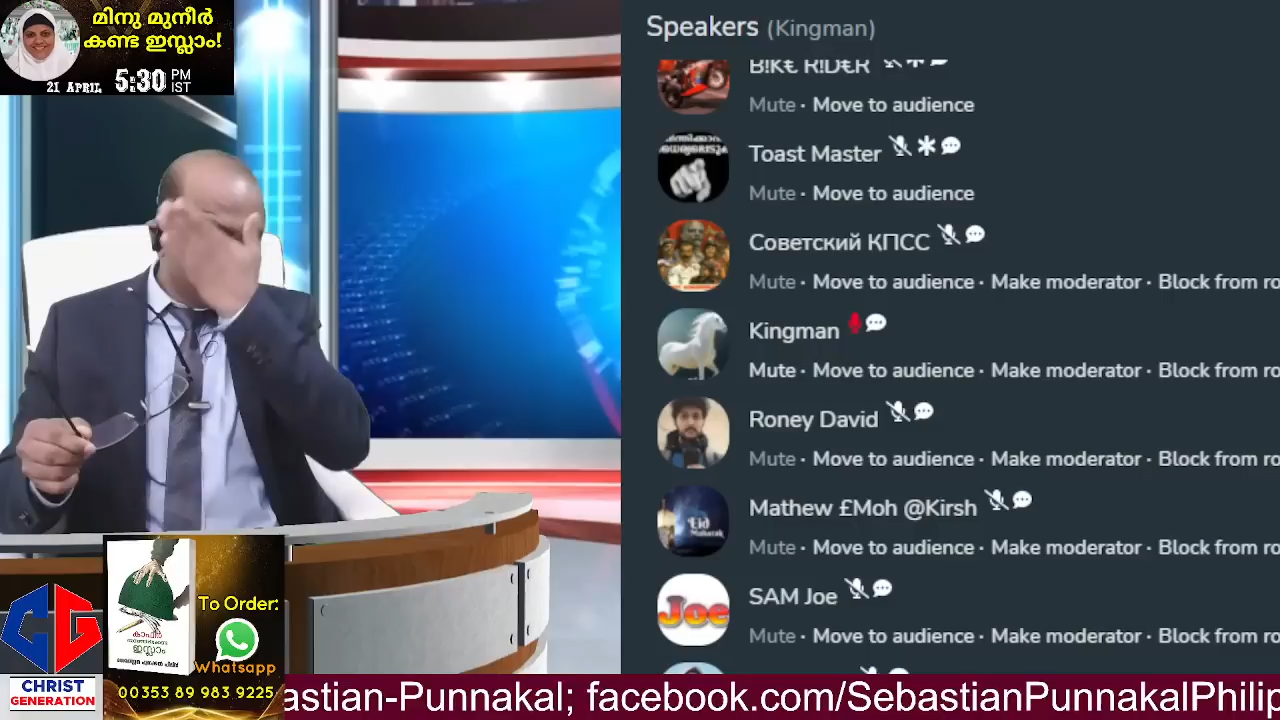 മിനു മുനീർ
കണ്ട ഇസ്ലാം!
21 APRIL 5:30 PM IST
Speakers (Kingman)
B!K€ R!D€R
Mute · Move to audience
Toast Master
Mute · Move to audience
Советский КПСС
Mute · Move to audience · Make moderator · Block from ro
Kingman
Mute · Move to audience · Make moderator · Block from ro
Roney David
Mute · Move to audience · Make moderator · Block from ro
Mathew £Moh @Kirsh
Mute · Move to audience · Make moderator · Block from ro
Eid
Mubarak
SAM Joe
Joe
Mute · Move to audience · Make moderator · Block from ro
കാഫിർ
ഇസ്ലാം
To Order:
Whatsapp
00353 89 983 9225
CG
CHRIST
GENERATION
astian-Punnakal; facebook.com/SebastianPunnakalPhilip